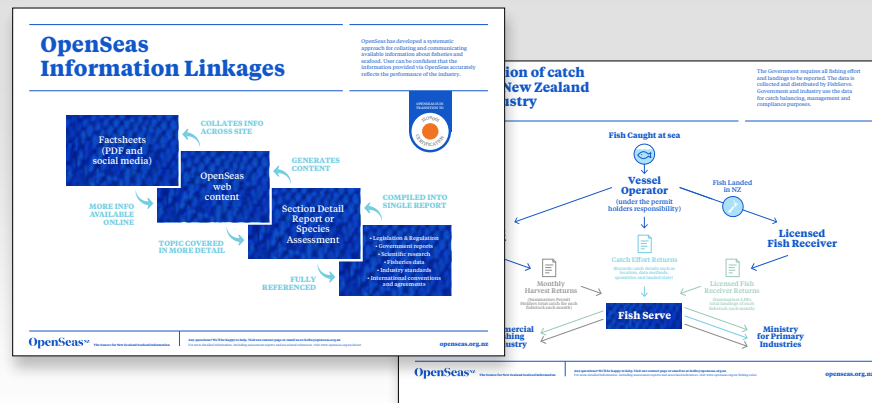 OpenSeas
Information Linkages
OpenSeas has developed a systematic
approach for collating and communicating
available information about fisheries and
seafood. User can be confident that the
information provided via OpenSeas accurately
reflects the performance of the industry.
Factsheets
(PDF and
social media)
COLLATES INFO
ACROSS SITE
OpenSeas
web
content
GENERATES
CONTENT
MORE INFO
AVAILABLE
ONLINE
Section Detail
Report or
Species
Assessment
COMPILED INTO
SINGLE REPORT
TOPIC COVERED
IN MORE DETAIL
• Legislation & Regulation
• Government reports
• Scientific research
• Fisheries data
• Industry standards
• International conventions
and agreements
FULLY
REFERENCED
OpenSeas NZ
openseas.org.nz
ion of catch
New Zealand
ustry
The Government requires all fishing effort
and landings to be reported. The data is
collected and distributed by FishServe.
Government and industry use the data
for catch balancing, management and
compliance purposes.
Fish Caught at sea
Vessel
Operator
(under the permit
holders responsibility)
Fish Landed
in NZ
Licensed
Fish Receiver
Catch Effort Returns
Monthly
Harvest Returns
Licensed Fish
Receiver Returns
Fish Serve
mercial
hing
ustry
Ministry
for Primary
Industries
OpenSeas NZ
openseas.org.nz